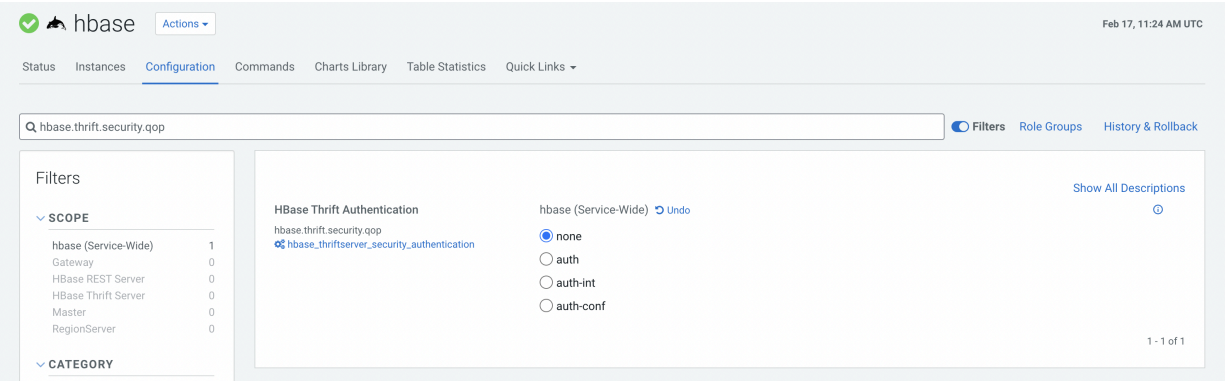 hbase Actions
Feb 17, 11:24 AM UTC
Status Instances Configuration Commands Charts Library Table Statistics Quick Links
hbase.thrift.security.qop
Filters Role Groups History & Rollback
Filters
SCOPE
hbase (Service-Wide) 1
Gateway 0
HBase REST Server 0
HBase Thrift Server 0
Master 0
RegionServer 0
CATEGORY
Show All Descriptions
HBase Thrift Authentication
hbase.thrift.security.qop
hbase_thriftserver_security_authentication
hbase (Service-Wide) Undo
none
auth
auth-int
auth-conf
1 - 1 of 1